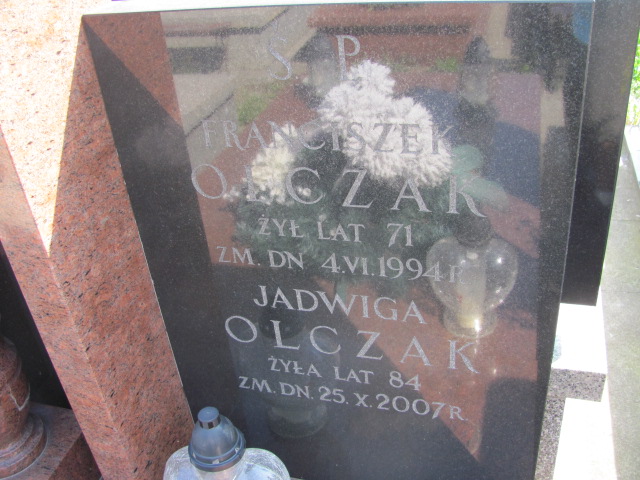 Ś P
FRANCISZEK
OLCZAK
ŻYŁ LAT 71
ZM. DN 4.VI.1994 R
JADWIGA
OLCZAK
ŻYŁA LAT 84
ZM. DN. 25. X. 2007 R.